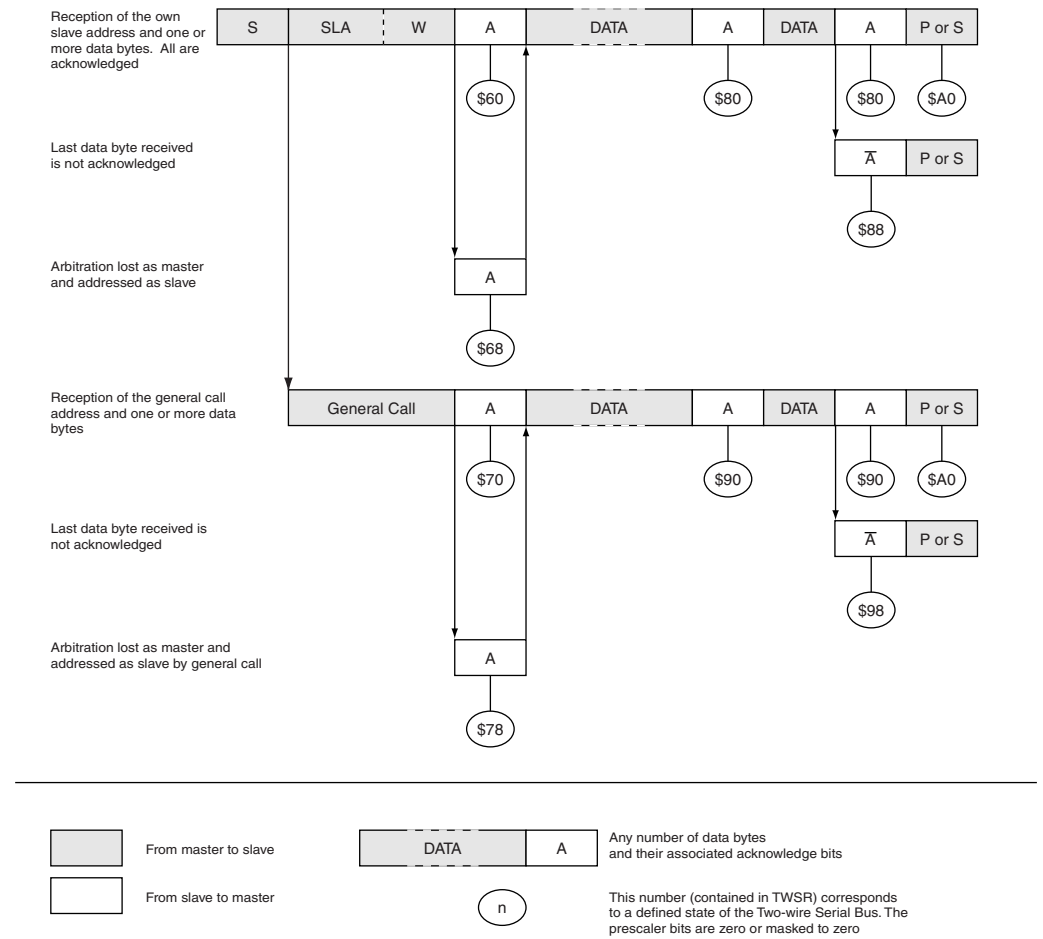 Reception of the own
slave address and one or
more data bytes. All are
acknowledged
S SLA W A DATA A DATA A P or S
$60 $80 $80 $A0
Last data byte received
is not acknowledged
A̅ P or S
$88
Arbitration lost as master
and addressed as slave
A
$68
Reception of the general call
address and one or more data
bytes
General Call A DATA A DATA A P or S
$70 $90 $90 $A0
Last data byte received is
not acknowledged
A̅ P or S
$98
Arbitration lost as master and
addressed as slave by general call
A
$78
From master to slave
DATA A
Any number of data bytes
and their associated acknowledge bits
From slave to master
n
This number (contained in TWSR) corresponds
to a defined state of the Two-wire Serial Bus. The
prescaler bits are zero or masked to zero